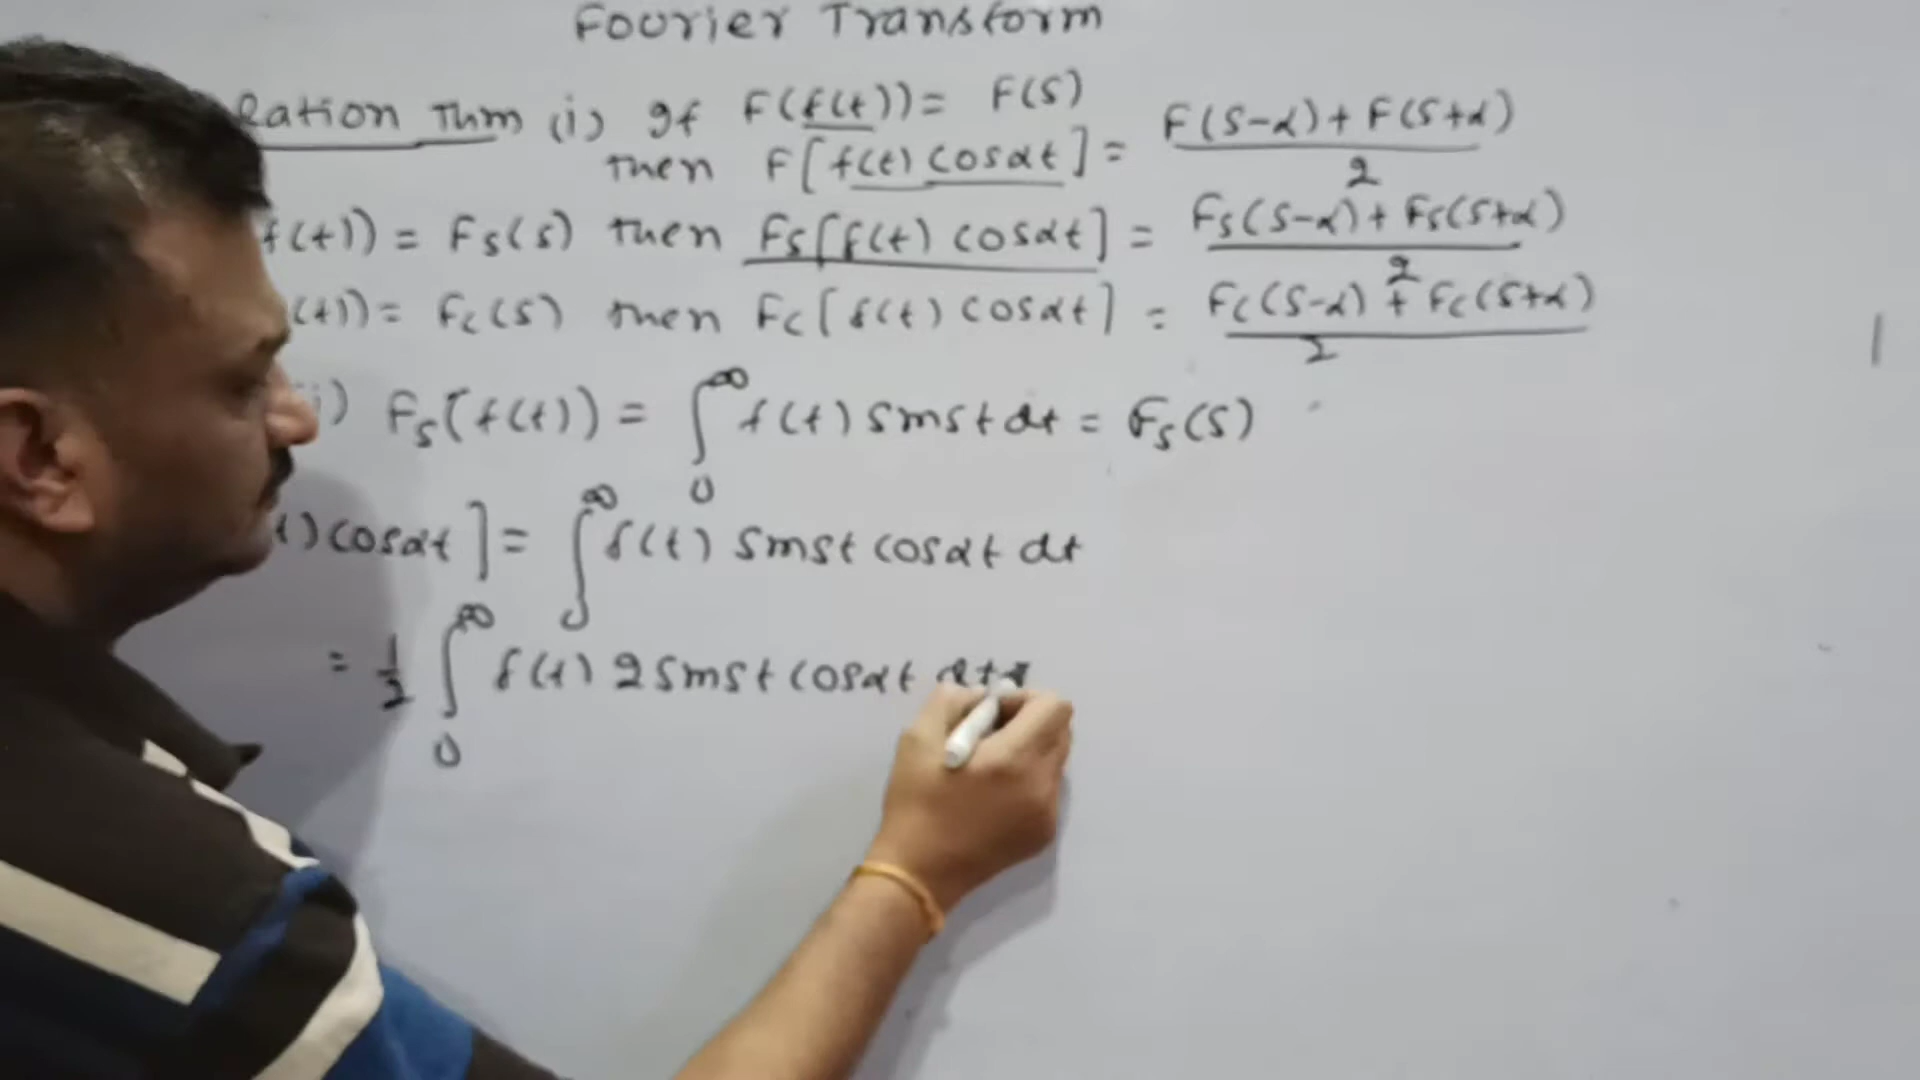 Fourier Transform
lation Thm (i) If F(f(t)) = F(s)
then F[f(t) cosαt] = F(s-α) + F(s+α) / 2
f(t)) = Fs(s) then Fs[f(t) cosαt] = Fs(s-α) + Fs(s+α) / 2
(t)) = Fc(s) then Fc[f(t) cosαt] = Fc(s-α) + Fc(s+α) / 2
i) Fs(f(t)) = ∫₀^∞ f(t) sinst dt = Fs(s)
t) cosαt] = ∫₀^∞ f(t) sinst cosαt dt
= 1/2 ∫₀^∞ f(t) 2 sinst cosαt dt